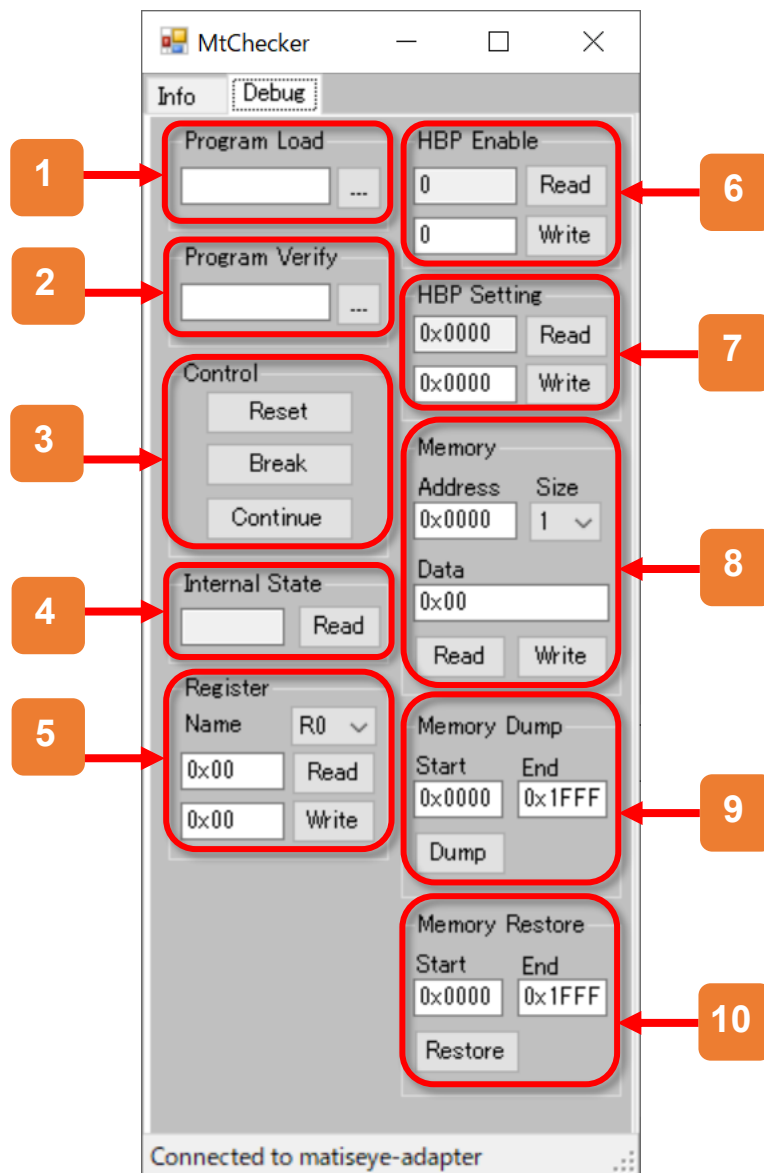 MtChecker
Info Debug
1
Program Load
...
2
Program Verify
...
3
Control
Reset
Break
Continue
4
Internal State
Read
5
Register
Name R0
0x00 Read
0x00 Write
6
HBP Enable
0 Read
0 Write
7
HBP Setting
0x0000 Read
0x0000 Write
8
Memory
Address Size
0x0000 1
Data
0x00
Read Write
9
Memory Dump
Start End
0x0000 0x1FFF
Dump
10
Memory Restore
Start End
0x0000 0x1FFF
Restore
Connected to matiseye-adapter